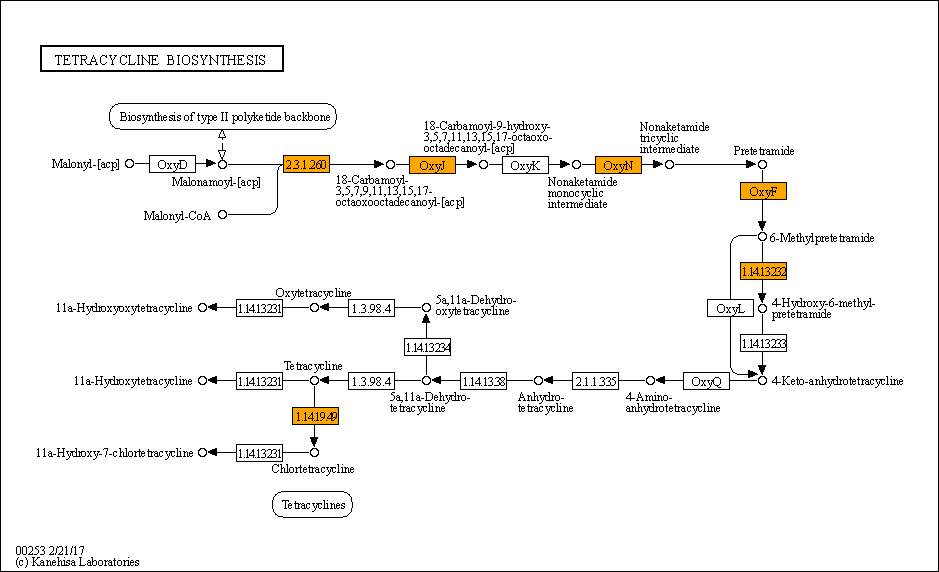 TETRACYCLINE BIOSYNTHESIS
Biosynthesis of type II polyketide backbone
18-Carbamoyl-9-hydroxy-
3,5,7,11,13,15,17-octaoxo-
octadecanoyl-[acp]
Nonaketamide
tricyclic
intermediate
Pretetramide
Malonyl-[acp]
OxyD
2.3.1.260
OxyJ
OxyK
OxyN
Malonamoyl-[acp]
18-Carbamoyl-
3,5,7,9,11,13,15,17-
octaoxooctadecanoyl-[acp]
Nonaketamide
monocyclic
intermediate
OxyF
Malonyl-CoA
6-Methylpretetramide
1.14.13.232
Oxytetracycline
5a,11a-Dehydro-
oxytetracycline
11a-Hydroxyoxytetracycline
1.14.13.231
1.3.98.4
OxyL
4-Hydroxy-6-methyl-
pretetramide
1.14.13.234
1.14.13.233
Tetracycline
11a-Hydroxytetracycline
1.14.13.231
1.3.98.4
1.14.13.38
2.1.1.335
OxyQ
4-Keto-anhydrotetracycline
5a,11a-Dehydro-
tetracycline
Anhydro-
tetracycline
4-Amino-
anhydrotetracycline
1.14.19.49
11a-Hydroxy-7-chlortetracycline
1.14.13.231
Chlortetracycline
Tetracyclines
00253 2/21/17
(c) Kanehisa Laboratories